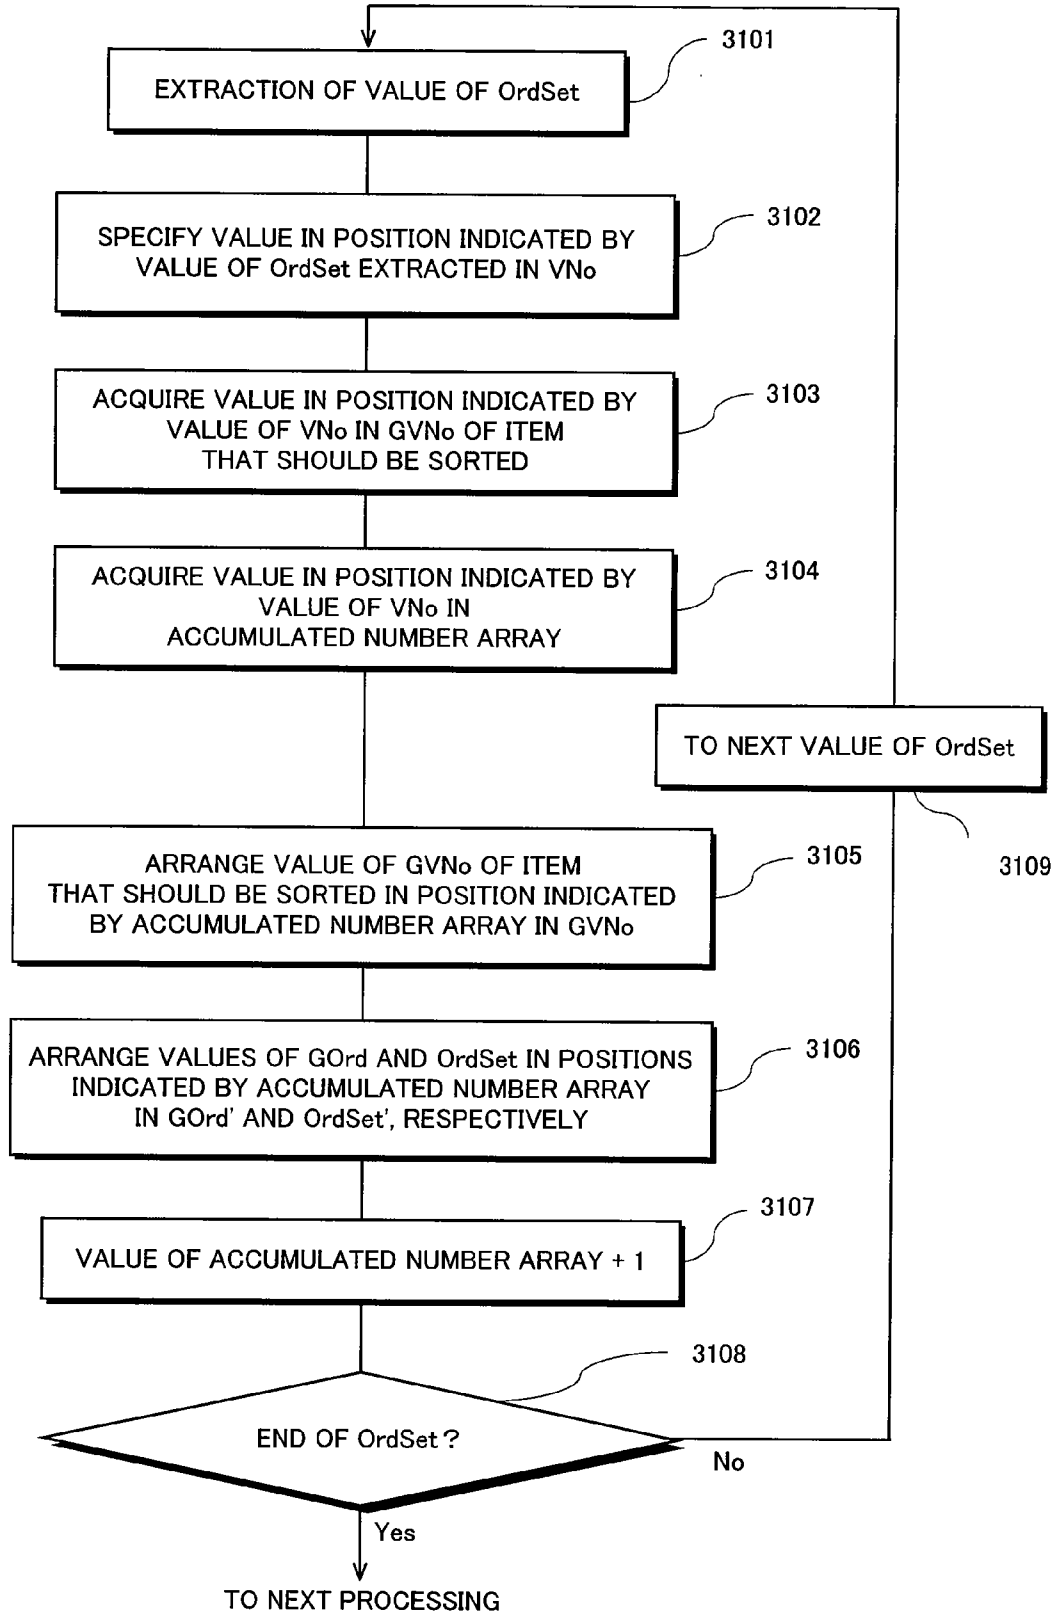 3101
EXTRACTION OF VALUE OF OrdSet
3102
SPECIFY VALUE IN POSITION INDICATED BY
VALUE OF OrdSet EXTRACTED IN VNo
3103
ACQUIRE VALUE IN POSITION INDICATED BY
VALUE OF VNo IN GVNo OF ITEM
THAT SHOULD BE SORTED
3104
ACQUIRE VALUE IN POSITION INDICATED BY
VALUE OF VNo IN
ACCUMULATED NUMBER ARRAY
TO NEXT VALUE OF OrdSet
3109
3105
ARRANGE VALUE OF GVNo OF ITEM
THAT SHOULD BE SORTED IN POSITION INDICATED
BY ACCUMULATED NUMBER ARRAY IN GVNo
3106
ARRANGE VALUES OF GOrd AND OrdSet IN POSITIONS
INDICATED BY ACCUMULATED NUMBER ARRAY
IN GOrd' AND OrdSet', RESPECTIVELY
3107
VALUE OF ACCUMULATED NUMBER ARRAY + 1
3108
END OF OrdSet?
No
Yes
TO NEXT PROCESSING